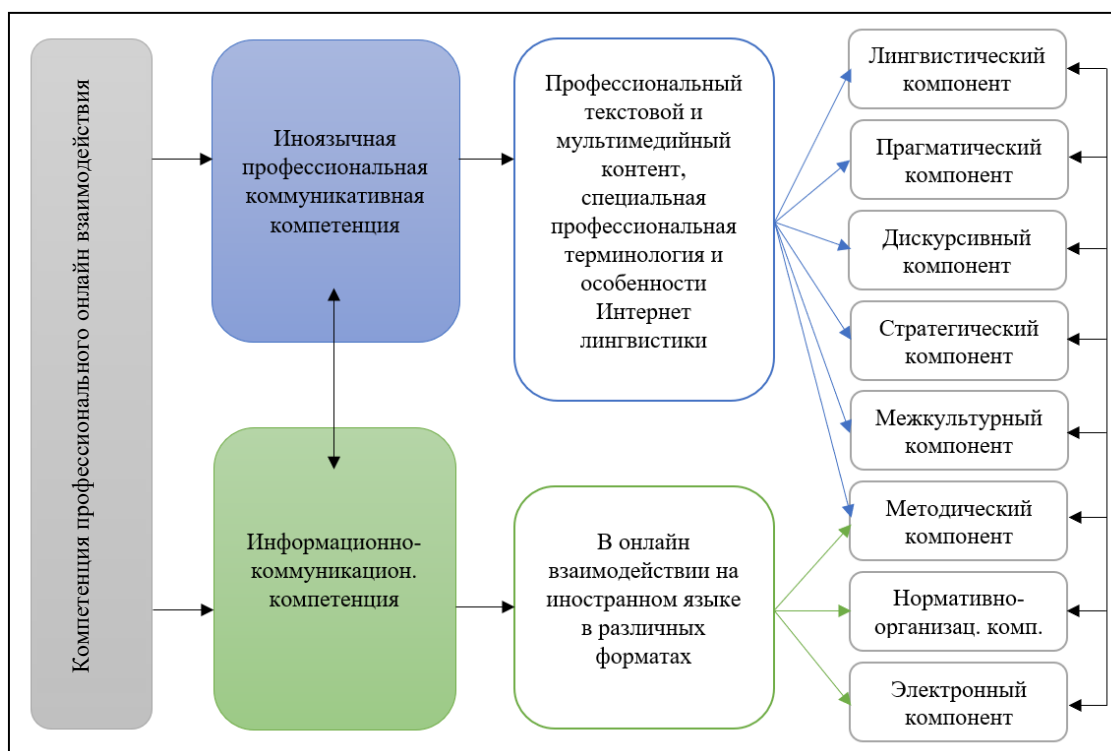 Компетенция профессионального онлайн взаимодействия
Иноязычная
профессиональная
коммуникативная
компетенция
Профессиональный
текстовой и
мультимедийный
контент,
специальная
профессиональная
терминология и
особенности
Интернет
лингвистики
Лингвистический
компонент
Прагматический
компонент
Дискурсивный
компонент
Стратегический
компонент
Межкультурный
компонент
Информационно-
коммуникацион.
компетенция
В онлайн
взаимодействии на
иностранном языке
в различных
форматах
Методический
компонент
Нормативно-
организац. комп.
Электронный
компонент